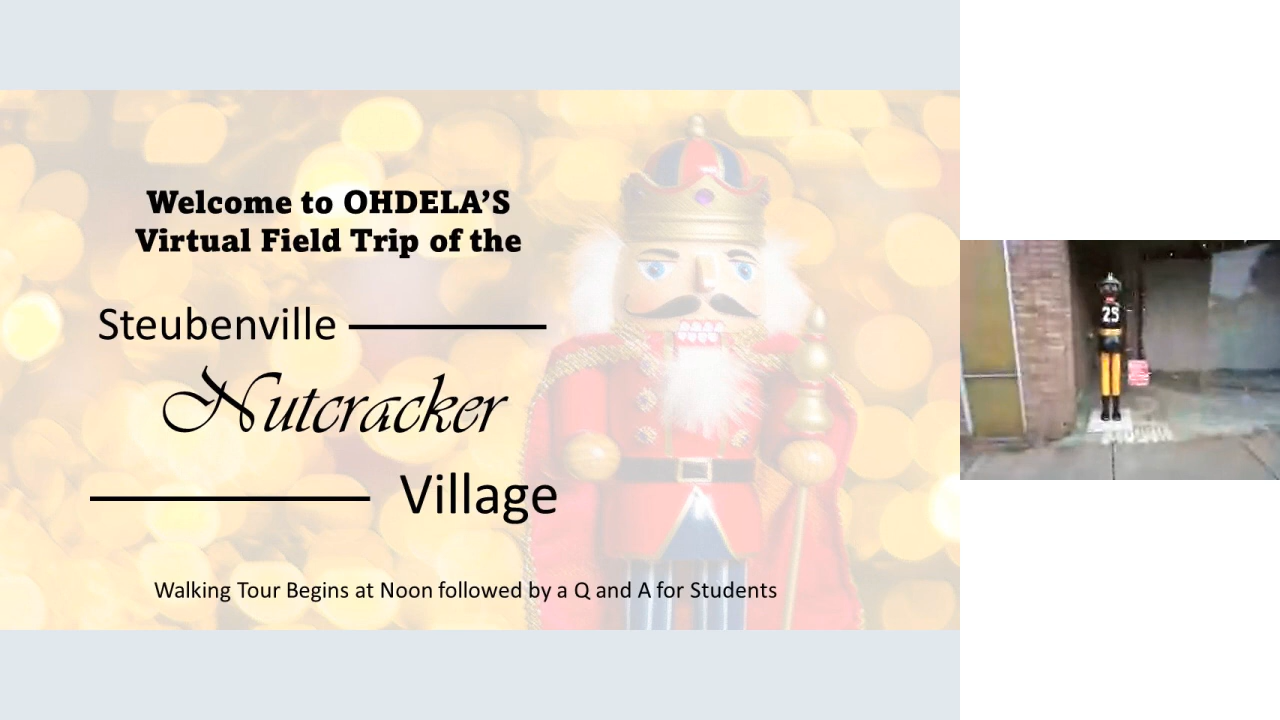 Welcome to OHDELA'S
Virtual Field Trip of the
Steubenville
Nutcracker
Village
Walking Tour Begins at Noon followed by a Q and A for Students
25